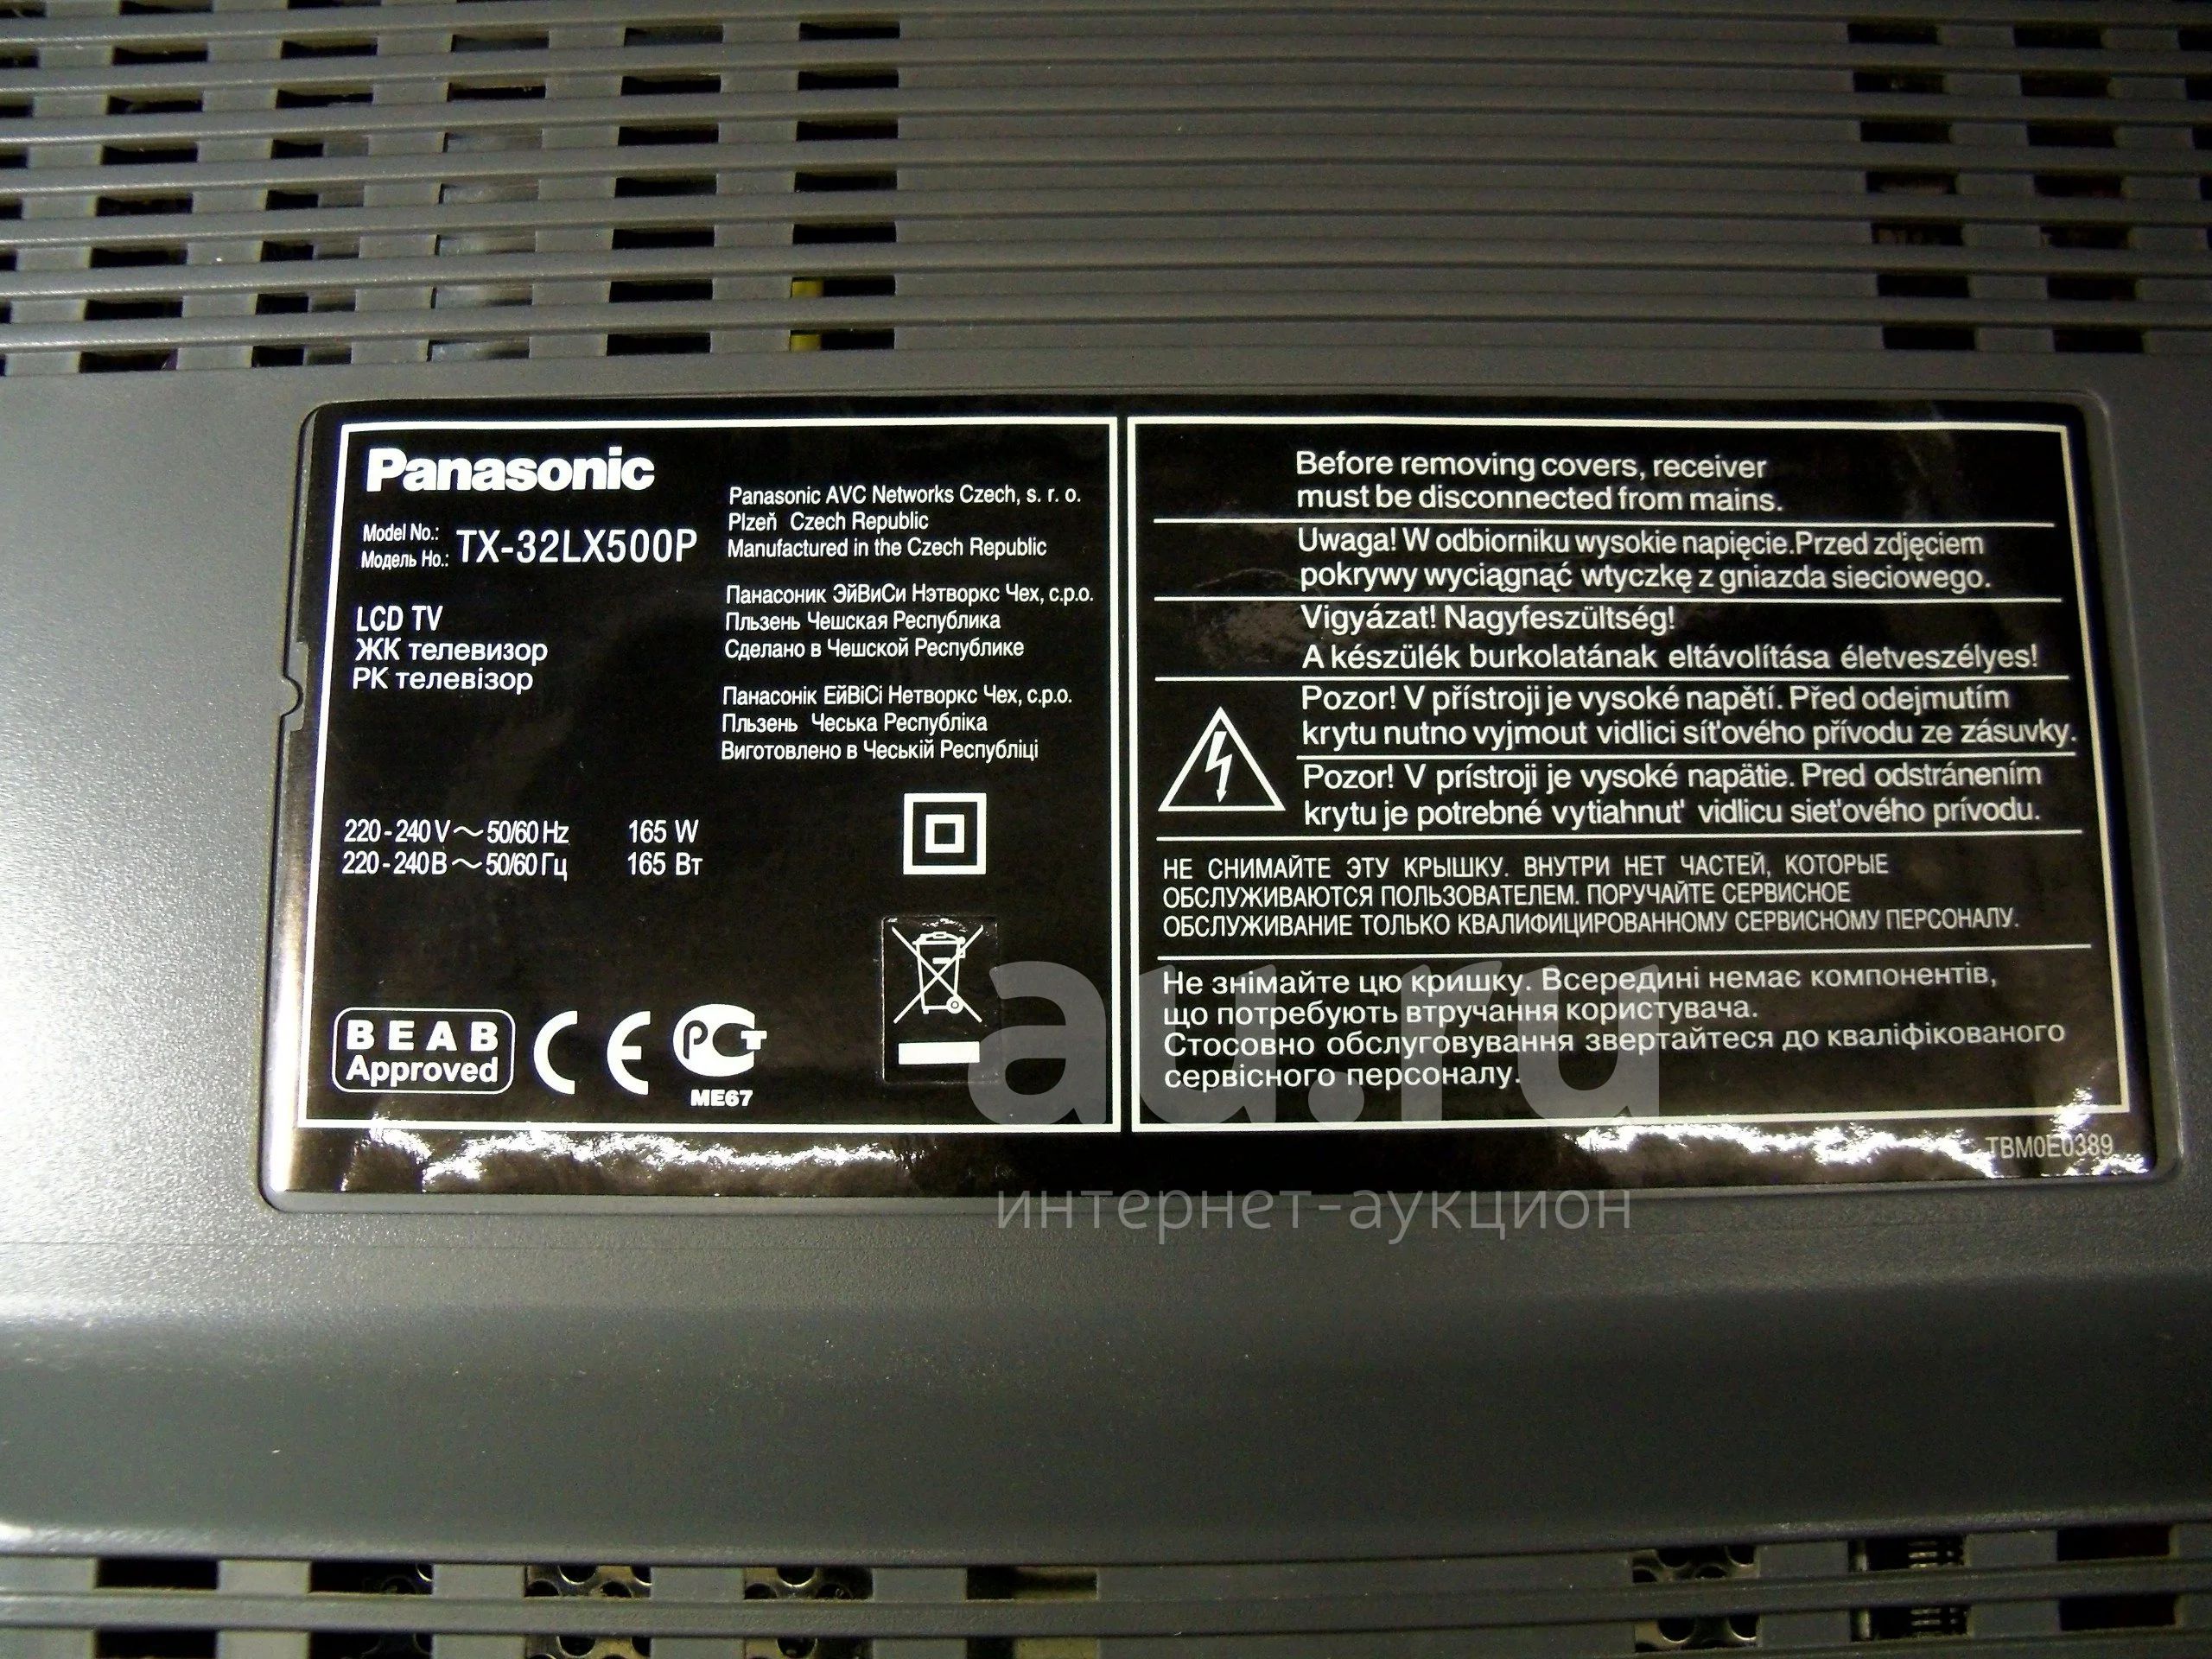 Panasonic
Model No.:
Модель Но.:
TX-32LX500P
LCD TV
ЖК телевизор
РК телевізор
Panasonic AVC Networks Czech, s. r. o.
Plzeň Czech Republic
Manufactured in the Czech Republic
Панасоник ЭйВиСи Нэтворкс Чех, с.р.о.
Пльзень Чешская Республика
Сделано в Чешской Республике
Панасонік ЕйВіСі Нетворкс Чех, с.р.о.
Пльзень Чеська Республіка
Виготовлено в Чеській Республіці
220-240 V ~ 50/60 Hz 165 W
220-240 В ~ 50/60 Гц 165 Вт
BEAB
Approved
CE
РСТ
ME67
Before removing covers, receiver
must be disconnected from mains.
Uwaga! W odbiorniku wysokie napięcie.Przed zdjęciem
pokrywy wyciągnąć wtyczkę z gniazda sieciowego.
Vigyázat! Nagyfeszültség!
A készülék burkolatának eltávolítása életveszélyes!
Pozor! V přístroji je vysoké napětí. Před odejmutím
krytu nutno vyjmout vidlici síťového přívodu ze zásuvky.
Pozor! V prístroji je vysoké napätie. Pred odstránením
krytu je potrebné vytiahnuť vidlicu sieťového prívodu.
НЕ СНИМАЙТЕ ЭТУ КРЫШКУ. ВНУТРИ НЕТ ЧАСТЕЙ, КОТОРЫЕ
ОБСЛУЖИВАЮТСЯ ПОЛЬЗОВАТЕЛЕМ. ПОРУЧАЙТЕ СЕРВИСНОЕ
ОБСЛУЖИВАНИЕ ТОЛЬКО КВАЛИФИЦИРОВАННОМУ СЕРВИСНОМУ ПЕРСОНАЛУ.
Не знімайте цю кришку. Всередині немає компонентів,
що потребують втручання користувача.
Стосовно обслуговування звертайтеся до кваліфікованого
сервісного персоналу.
TBM0E0389
au.ru
интернет-аукцион